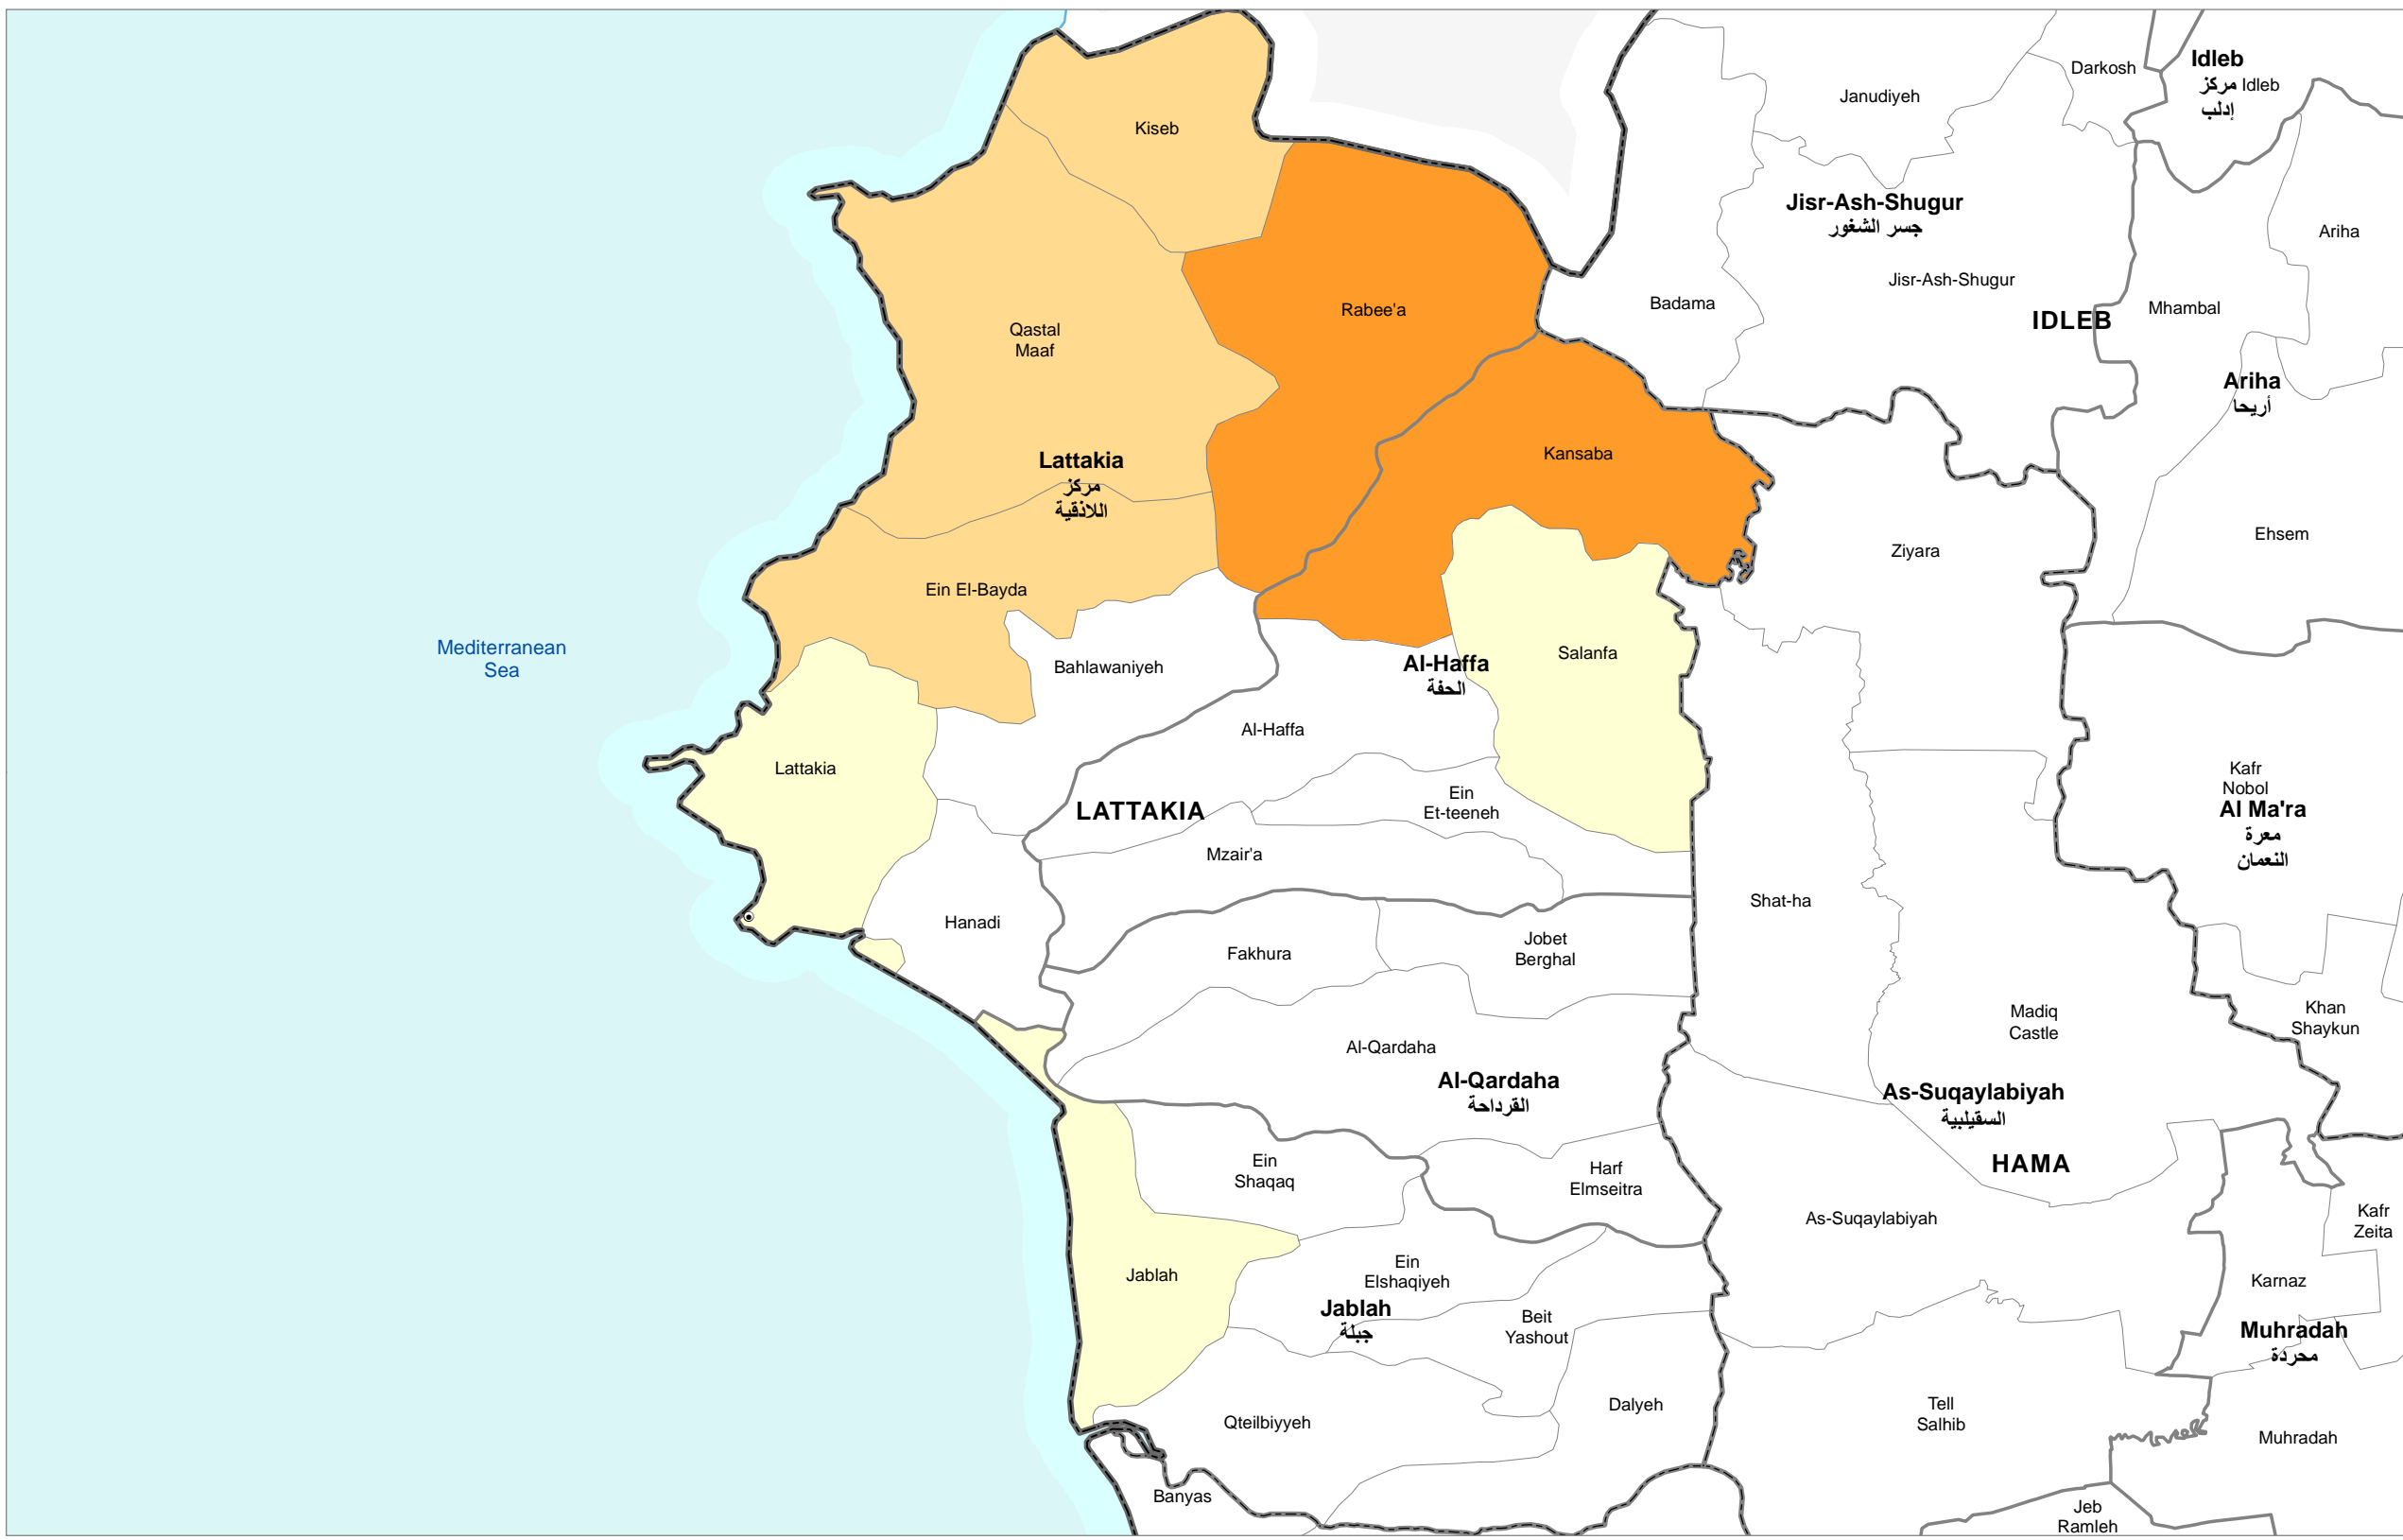 Kiseb
Darkosh
Janudiyeh
Idleb
مركز Idleb
إدلب
Jisr-Ash-Shugur
جسر الشغور
Ariha
Jisr-Ash-Shugur
Badama
Rabee'a
Mhambal
IDLEB
Qastal
Maaf
Ariha
أريحا
Lattakia
مركز
اللاذقية
Kansaba
Ehsem
Ziyara
Ein El-Bayda
Mediterranean
Sea
Bahlawaniyeh
Salanfa
Al-Haffa
الحفة
Al-Haffa
Lattakia
Kafr
Nobol
Al Ma'ra
معرة
النعمان
Ein
Et-teeneh
LATTAKIA
Mzair'a
Shat-ha
Hanadi
Fakhura
Jobet
Berghal
Madiq
Castle
Khan
Shaykun
Al-Qardaha
Al-Qardaha
القرداحة
As-Suqaylabiyah
السقيلبية
HAMA
Ein
Shaqaq
Harf
Elmseitra
As-Suqaylabiyah
Kafr
Zeita
Jablah
Ein
Elshaqiyeh
Karnaz
Jablah
جبلة
Beit
Yashout
Muhradah
محردة
Qteilbiyyeh
Dalyeh
Tell
Salhib
Muhradah
Banyas
Jeb
Ramleh